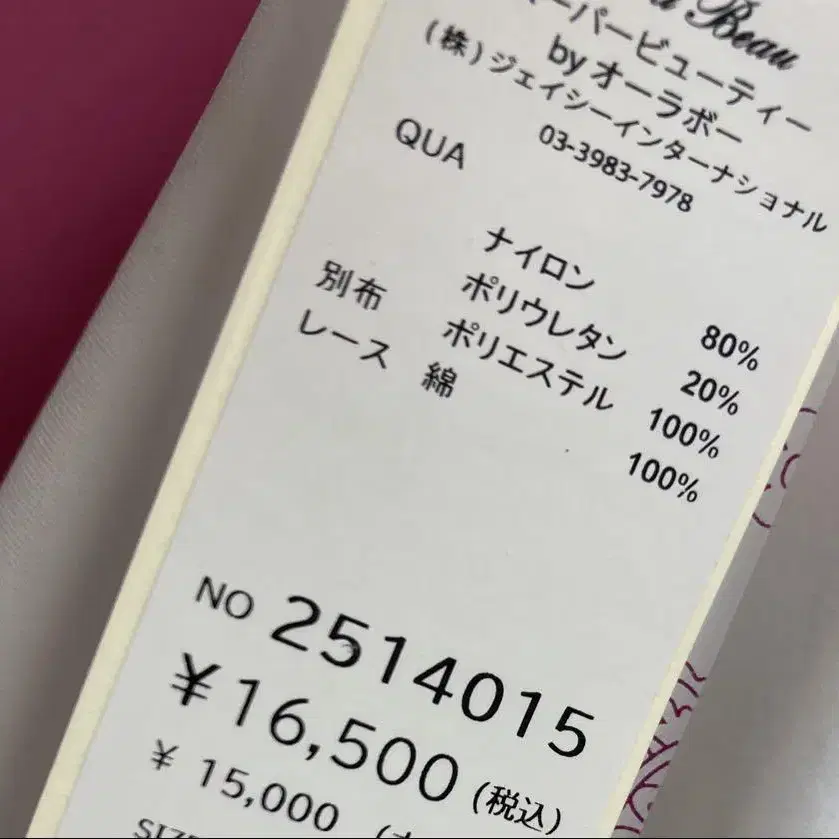 Beau
ーパービューティー
byオーラボー
(株)ジェイシーインターナショナル
03-3983-7978
QUA
ナイロン 80%
ポリウレタン 20%
別布 ポリエステル 100%
レース 綿 100%
NO 2514015
¥16,500(税込)
¥ 15,000
SIZE